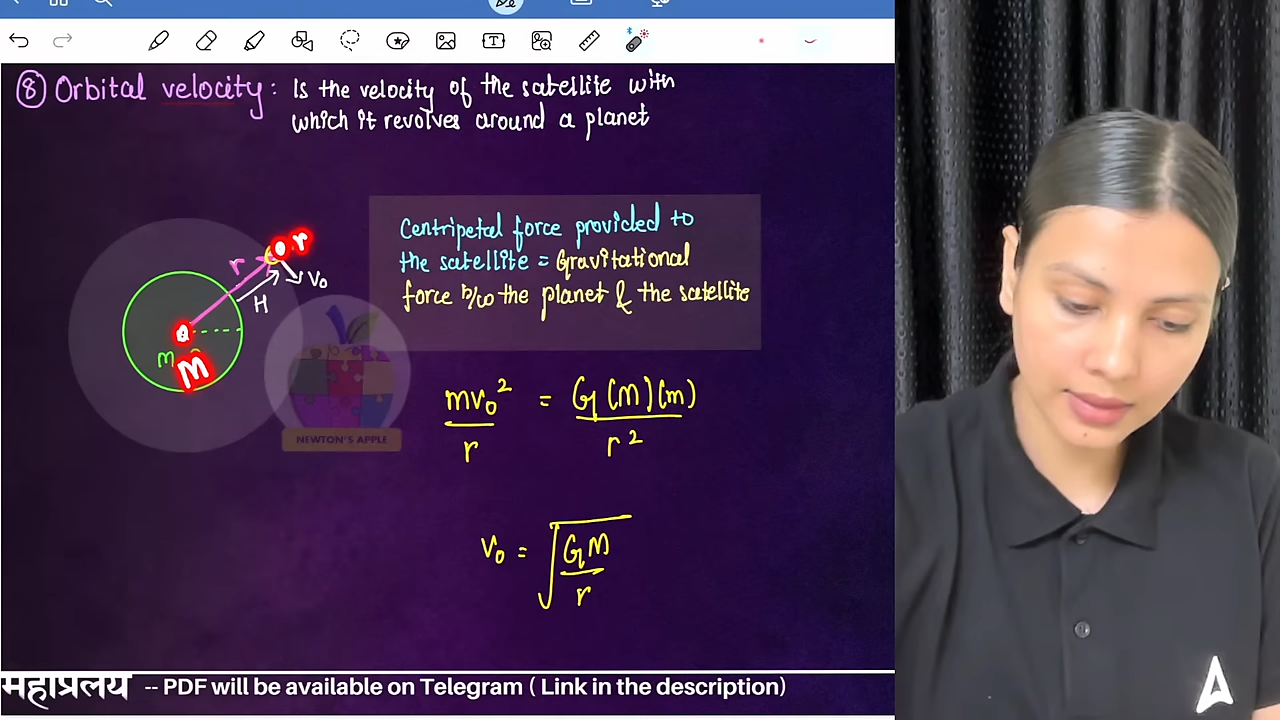 ⑧ Orbital velocity: Is the velocity of the satellite with
which it revolves around a planet
r
r
V₀
H
m
M
Centripetal force provided to
the satellite = Gravitational
force b/w the planet & the satellite
mv₀² / r = G(M)(m) / r²
NEWTON'S APPLE
v₀ = √(GM / r)
महाप्रलय -- PDF will be available on Telegram ( Link in the description)